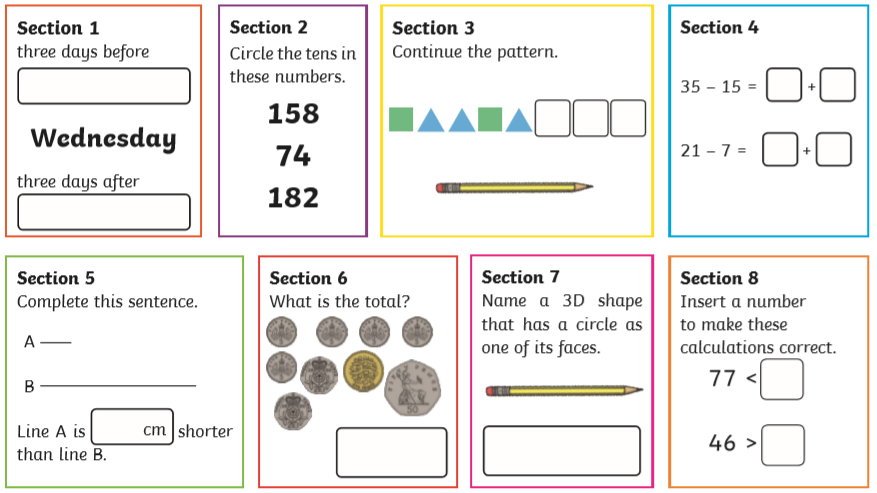 Section 1
three days before
Wednesday
three days after
Section 2
Circle the tens in
these numbers.
158
74
182
Section 3
Continue the pattern.
Section 4
35 – 15 = +
21 – 7 = +
Section 5
Complete this sentence.
A
B
Line A is cm shorter
than line B.
Section 6
What is the total?
50
Section 7
Name a 3D shape
that has a circle as
one of its faces.
Section 8
Insert a number
to make these
calculations correct.
77 <
46 >